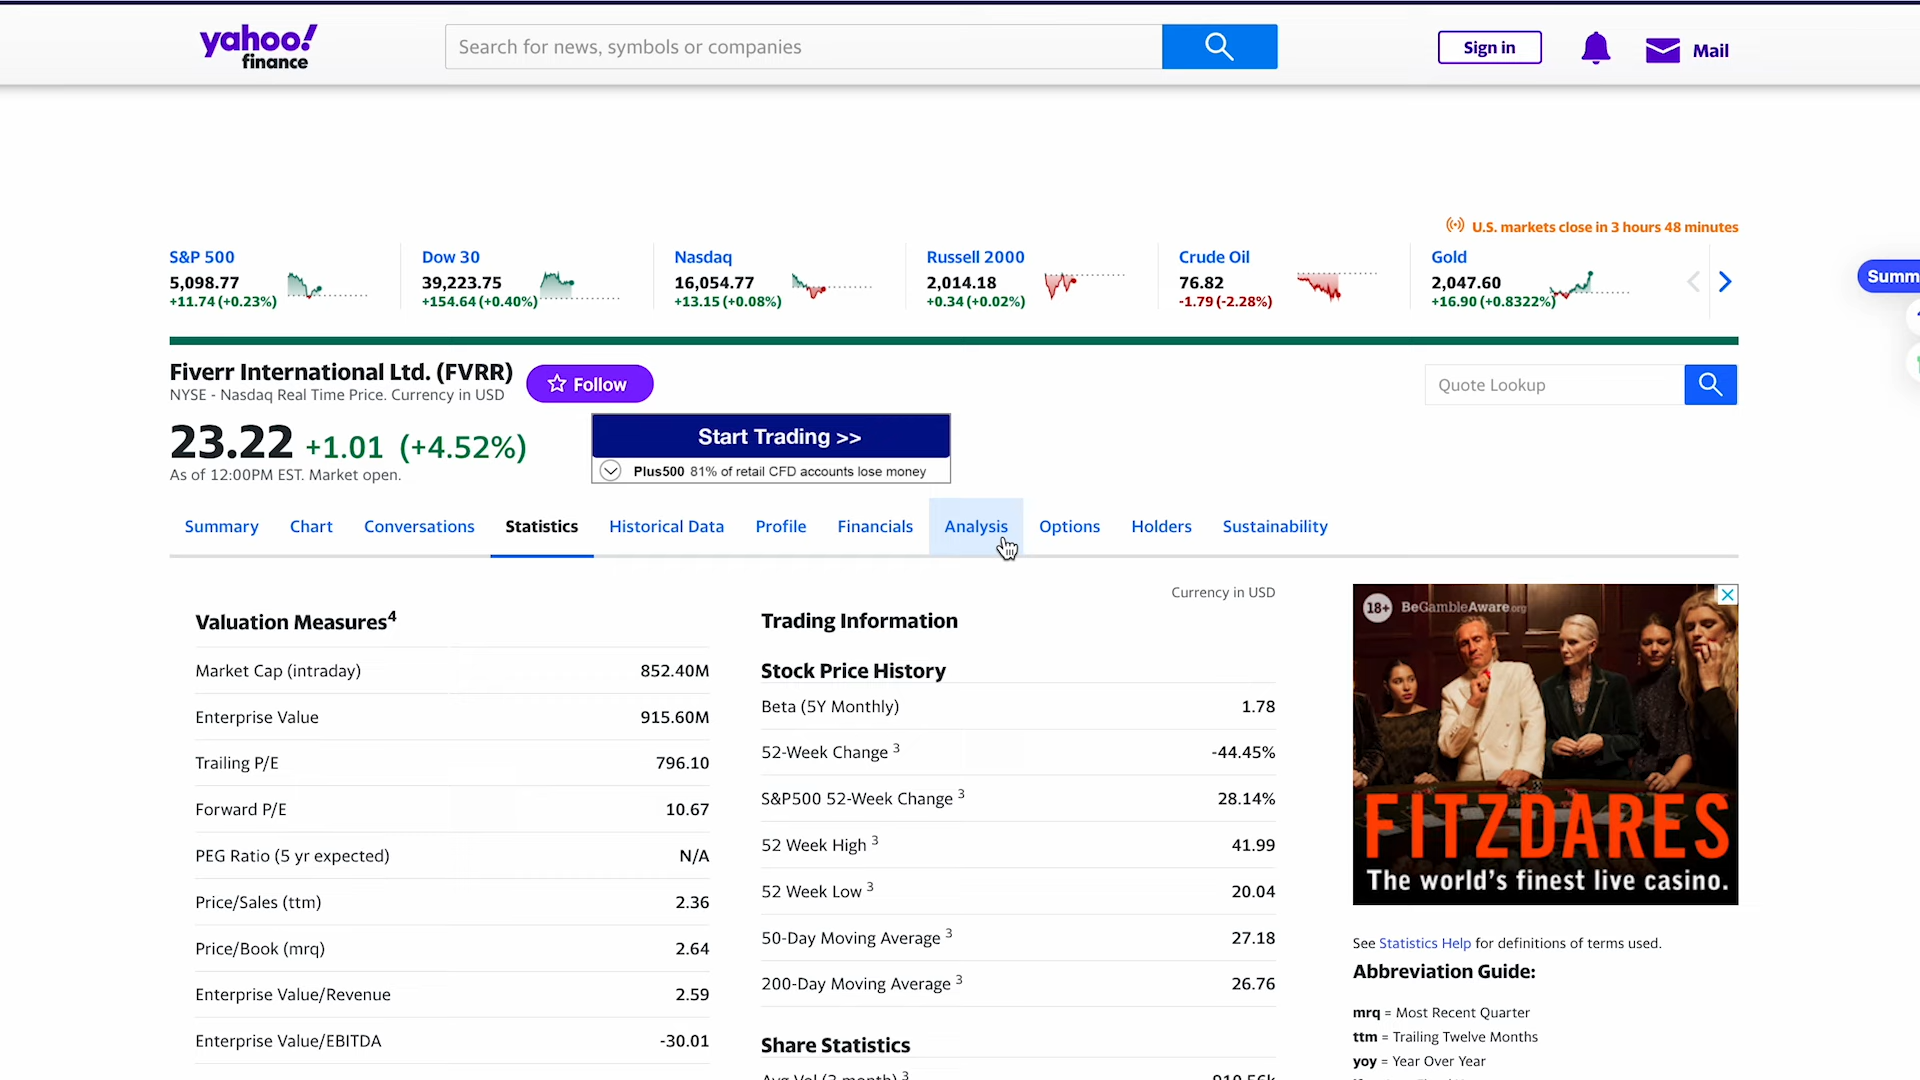 yahoo!
finance
Search for news, symbols or companies
Sign in
Mail
U.S. markets close in 3 hours 48 minutes
S&P 500
5,098.77
+11.74 (+0.23%)
Dow 30
39,223.75
+154.64 (+0.40%)
Nasdaq
16,054.77
+13.15 (+0.08%)
Russell 2000
2,014.18
+0.34 (+0.02%)
Crude Oil
76.82
-1.79 (-2.28%)
Gold
2,047.60
+16.90 (+0.8322%)
Summ
Fiverr International Ltd. (FVRR)
NYSE - Nasdaq Real Time Price. Currency in USD
Follow
Quote Lookup
23.22 +1.01 (+4.52%)
As of 12:00PM EST. Market open.
Start Trading >>
Plus500 81% of retail CFD accounts lose money
Summary Chart Conversations Statistics Historical Data Profile Financials Analysis Options Holders Sustainability
Currency in USD
Valuation Measures4
Market Cap (intraday) 852.40M
Enterprise Value 915.60M
Trailing P/E 796.10
Forward P/E 10.67
PEG Ratio (5 yr expected) N/A
Price/Sales (ttm) 2.36
Price/Book (mrq) 2.64
Enterprise Value/Revenue 2.59
Enterprise Value/EBITDA -30.01
Trading Information
Stock Price History
Beta (5Y Monthly) 1.78
52-Week Change 3 -44.45%
S&P500 52-Week Change 3 28.14%
52 Week High 3 41.99
52 Week Low 3 20.04
50-Day Moving Average 3 27.18
200-Day Moving Average 3 26.76
Share Statistics
Avg Vol (3 month) 3 910.56k
18+ BeGambleAware.org
FITZDARES
The world's finest live casino.
See Statistics Help for definitions of terms used.
Abbreviation Guide:
mrq = Most Recent Quarter
ttm = Trailing Twelve Months
yoy = Year Over Year